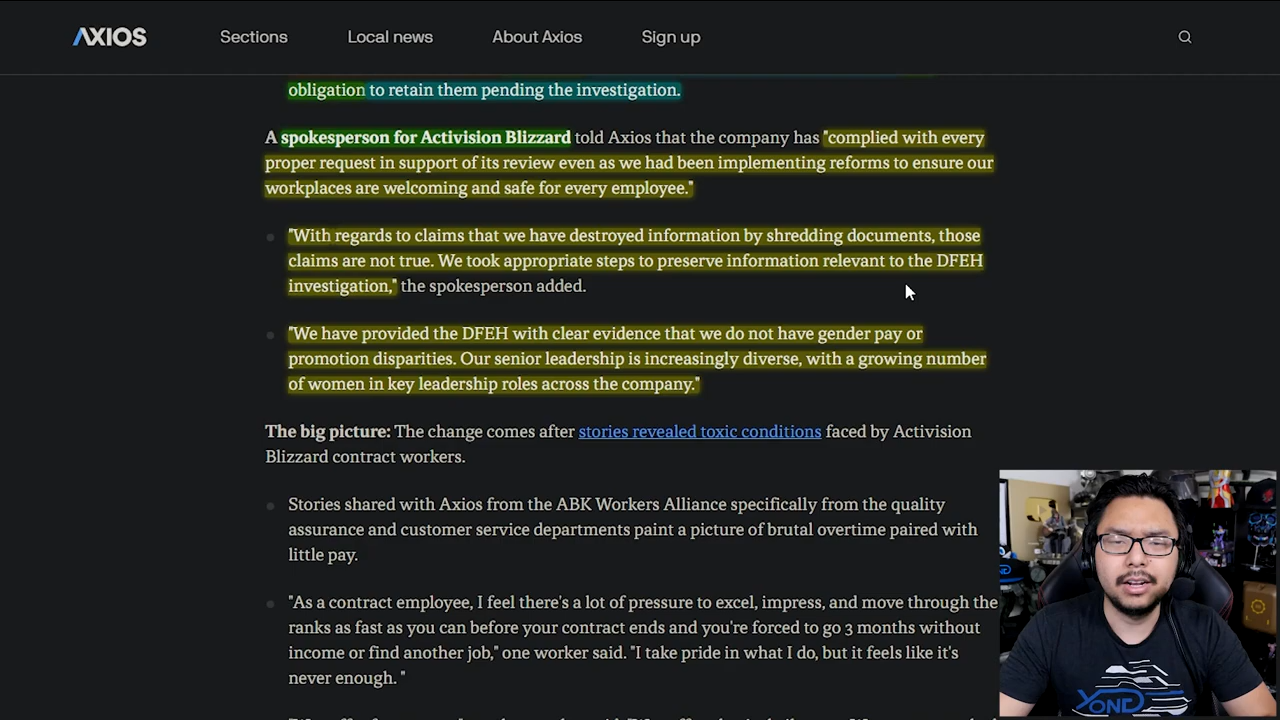 AXIOS Sections Local news About Axios Sign up
obligation to retain them pending the investigation.
A spokesperson for Activision Blizzard told Axios that the company has "complied with every
proper request in support of its review even as we had been implementing reforms to ensure our
workplaces are welcoming and safe for every employee."
"With regards to claims that we have destroyed information by shredding documents, those
claims are not true. We took appropriate steps to preserve information relevant to the DFEH
investigation," the spokesperson added.
"We have provided the DFEH with clear evidence that we do not have gender pay or
promotion disparities. Our senior leadership is increasingly diverse, with a growing number
of women in key leadership roles across the company."
The big picture: The change comes after stories revealed toxic conditions faced by Activision
Blizzard contract workers.
Stories shared with Axios from the ABK Workers Alliance specifically from the quality
assurance and customer service departments paint a picture of brutal overtime paired with
little pay.
"As a contract employee, I feel there's a lot of pressure to excel, impress, and move through the
ranks as fast as you can before your contract ends and you're forced to go 3 months without
income or find another job," one worker said. "I take pride in what I do, but it feels like it's
never enough. "
YONG